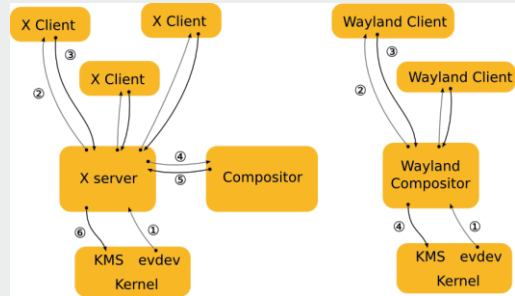 X Client
X Client
③
②
X Client
④
X server
⑤
Compositor
⑥
①
KMS evdev
Kernel
Wayland Client
③
②
Wayland Client
Wayland
Compositor
④
①
KMS evdev
Kernel